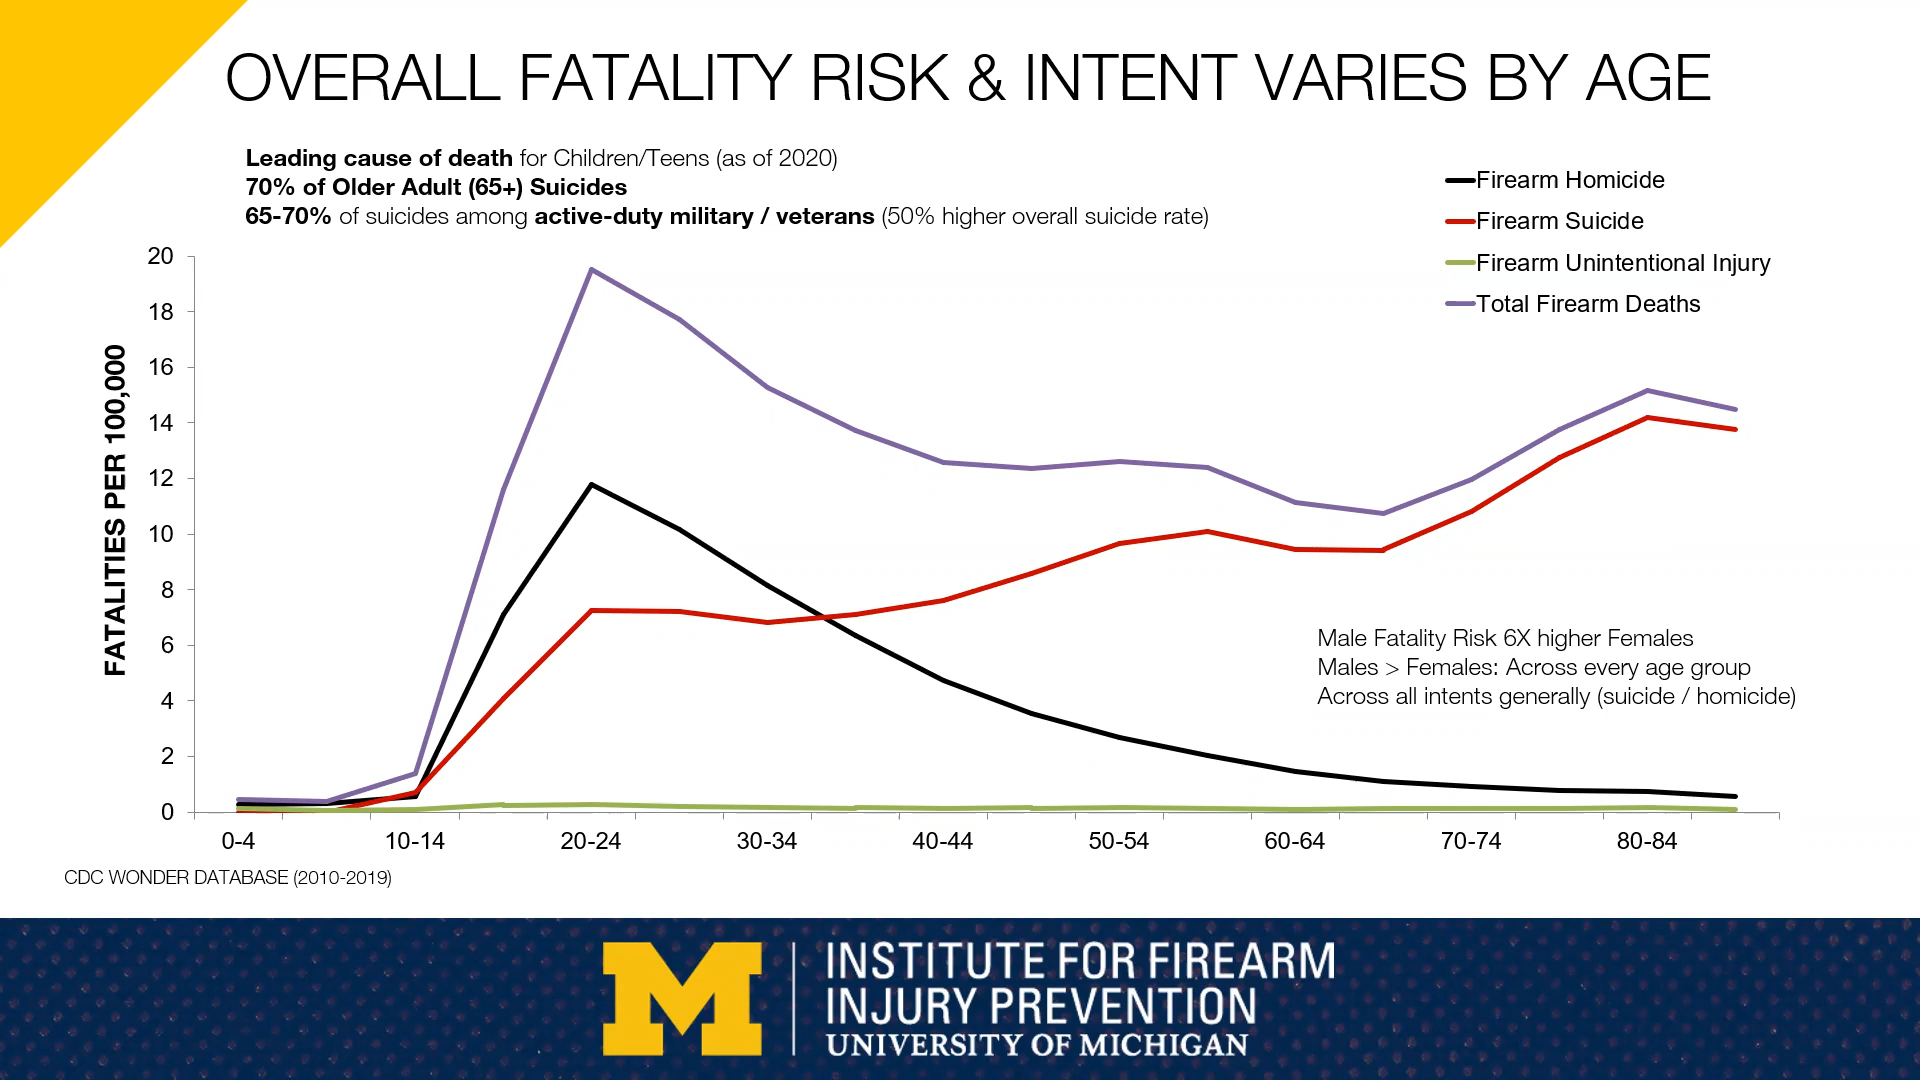 OVERALL FATALITY RISK & INTENT VARIES BY AGE
Leading cause of death for Children/Teens (as of 2020)
70% of Older Adult (65+) Suicides
65-70% of suicides among active-duty military / veterans (50% higher overall suicide rate)
Firearm Homicide
Firearm Suicide
Firearm Unintentional Injury
Total Firearm Deaths
FATALITIES PER 100,000
20
18
16
14
12
10
8
6
4
2
0
Male Fatality Risk 6X higher Females
Males > Females: Across every age group
Across all intents generally (suicide / homicide)
0-4 10-14 20-24 30-34 40-44 50-54 60-64 70-74 80-84
CDC WONDER DATABASE (2010-2019)
M
INSTITUTE FOR FIREARM
INJURY PREVENTION
UNIVERSITY OF MICHIGAN